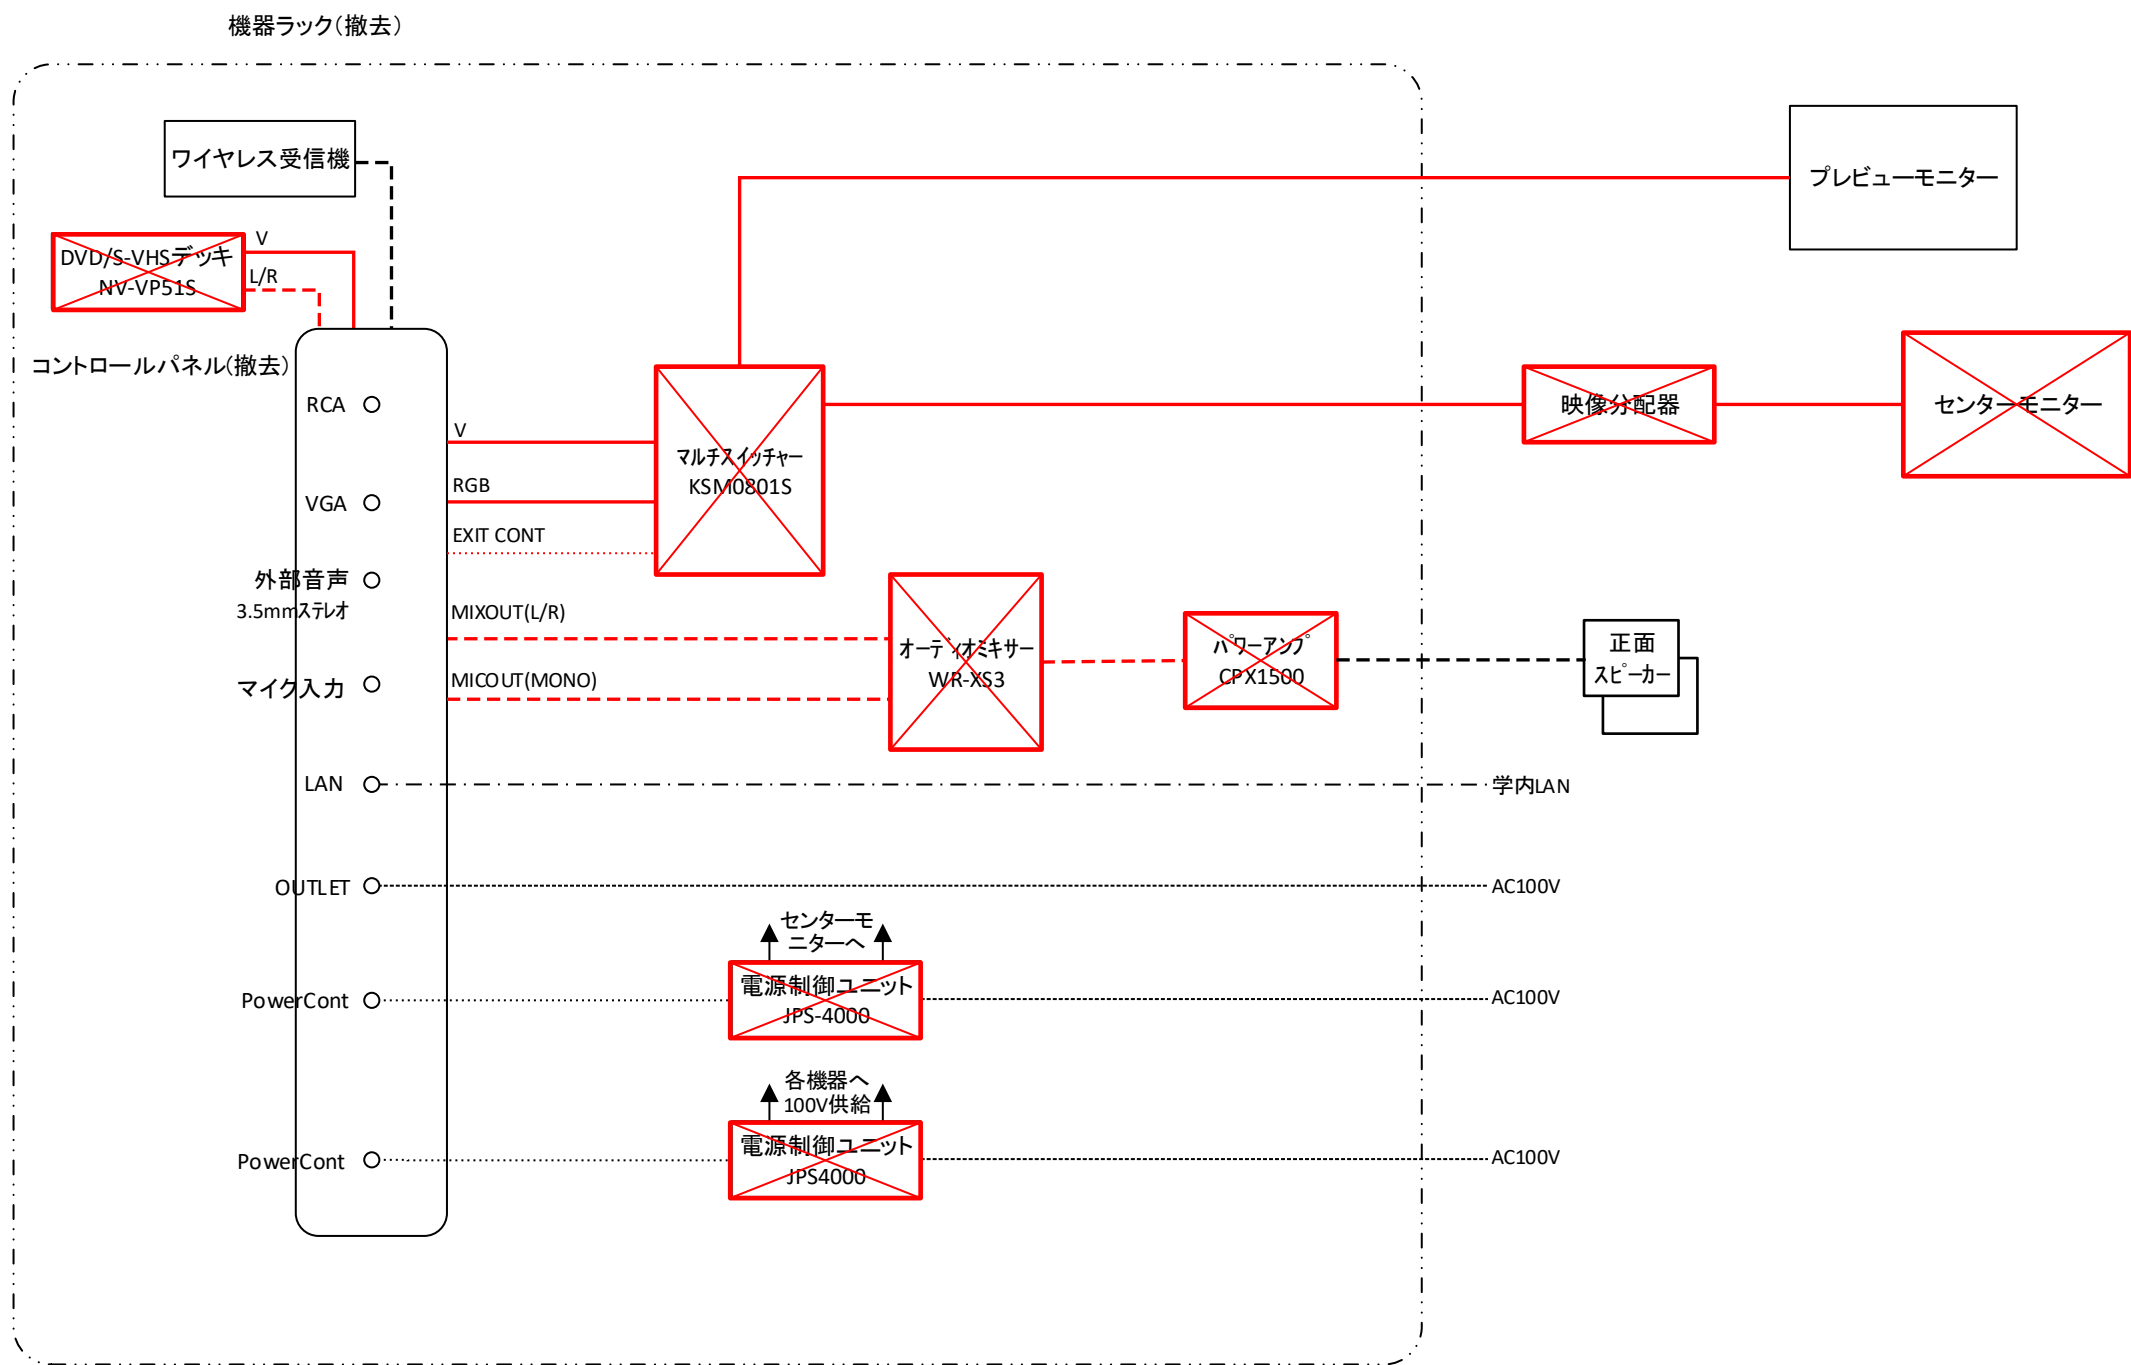 機器ラック(撤去)
ワイヤレス受信機
プレビューモニター
DVD/S-VHSデッキ
NV-VP51S
V
L/R
コントロールパネル(撤去)
RCA
VGA
外部音声
3.5mmステレオ
マイク入力
LAN
OUTLET
PowerCont
PowerCont
V
RGB
EXIT CONT
MIXOUT(L/R)
MICOUT(MONO)
マルチスイッチャー
KSM0801S
映像分配器
センターモニター
オーディオミキサー
WR-XS3
パワーアンプ
CPX1500
正面
スピーカー
学内LAN
AC100V
センターモ
ニターへ
電源制御ユニット
JPS-4000
AC100V
各機器へ
100V供給
電源制御ユニット
JPS4000
AC100V